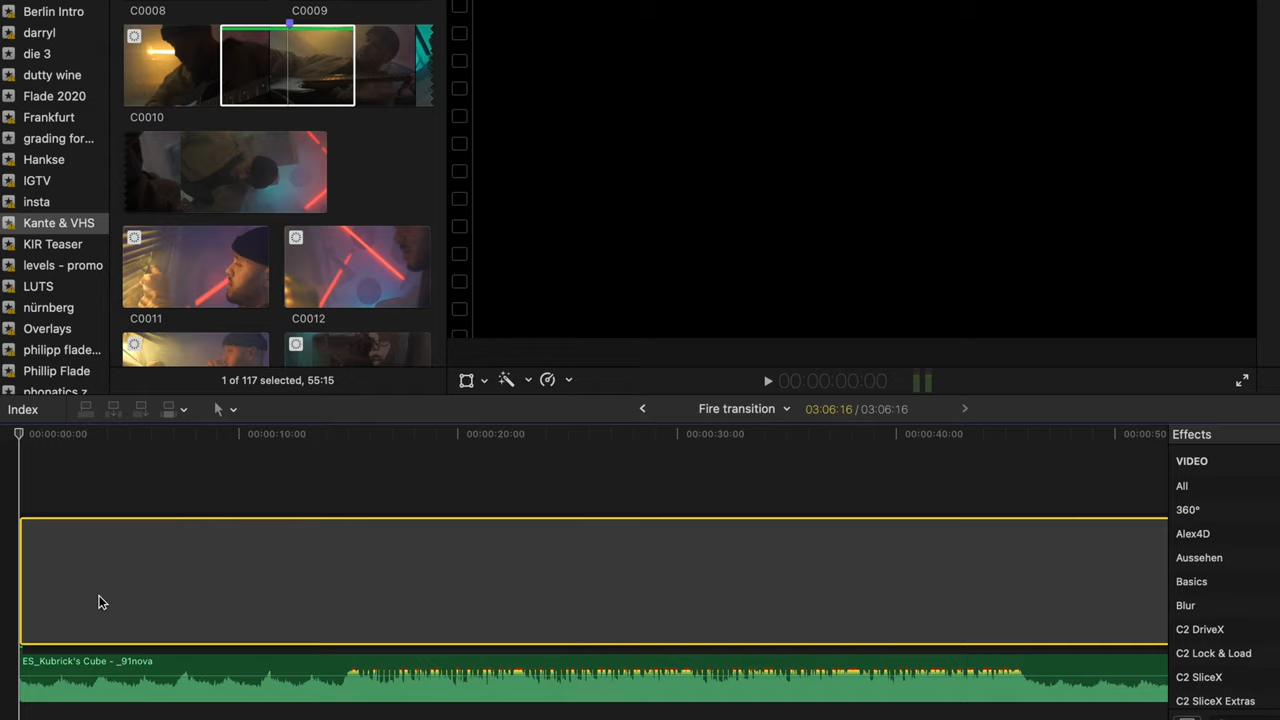 Berlin Intro
darryl
die 3
dutty wine
Flade 2020
Frankfurt
grading for...
Hankse
IGTV
insta
Kante & VHS
KIR Teaser
levels - promo
LUTS
nürnberg
Overlays
philipp flade...
Phillip Flade
phonatics z
C0008
C0009
C0010
C0011
C0012
1 of 117 selected, 55:15
00:00:00:00
Index
Fire transition
03:06:16 / 03:06:16
00:00:00:00
00:00:10:00
00:00:20:00
00:00:30:00
00:00:40:00
00:00:50
ES_Kubrick's Cube - _91nova
Effects
VIDEO
All
360°
Alex4D
Aussehen
Basics
Blur
C2 DriveX
C2 Lock & Load
C2 SliceX
C2 SliceX Extras